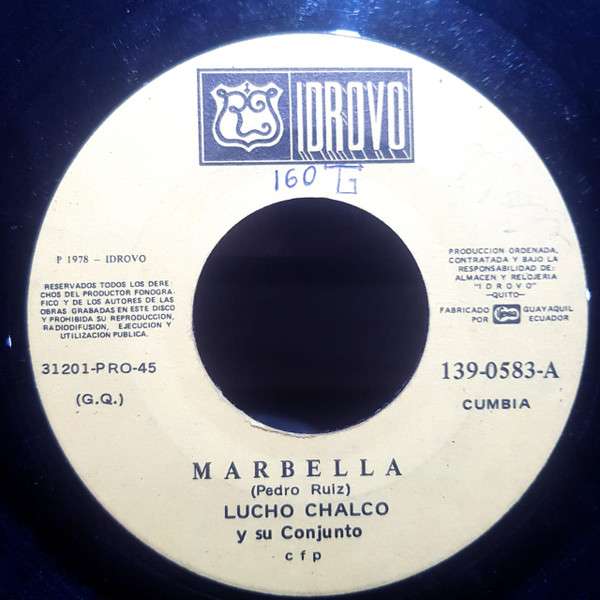 IDROVO
160 G
P 1978 - IDROVO
RESERVADOS TODOS LOS DERE-
CHOS DEL PRODUCTOR FONOGRA-
FICO Y DE LOS AUTORES DE LAS
OBRAS GRABADAS EN ESTE DISCO
Y PROHIBIDA SU REPRODUCCION,
RADIODIFUSION, EJECUCION Y
UTILIZACION PUBLICA.
31201-PRO-45
(G.Q.)
PRODUCCION ORDENADA,
CONTRATADA Y BAJO LA
RESPONSABILIDAD DE:
ALMACEN Y RELOJERIA
"IDROVO"
-QUITO-
FABRICADO POR
GUAYAQUIL
ECUADOR
139-0583-A
CUMBIA
MARBELLA
(Pedro Ruiz)
LUCHO CHALCO
y su Conjunto
cfp